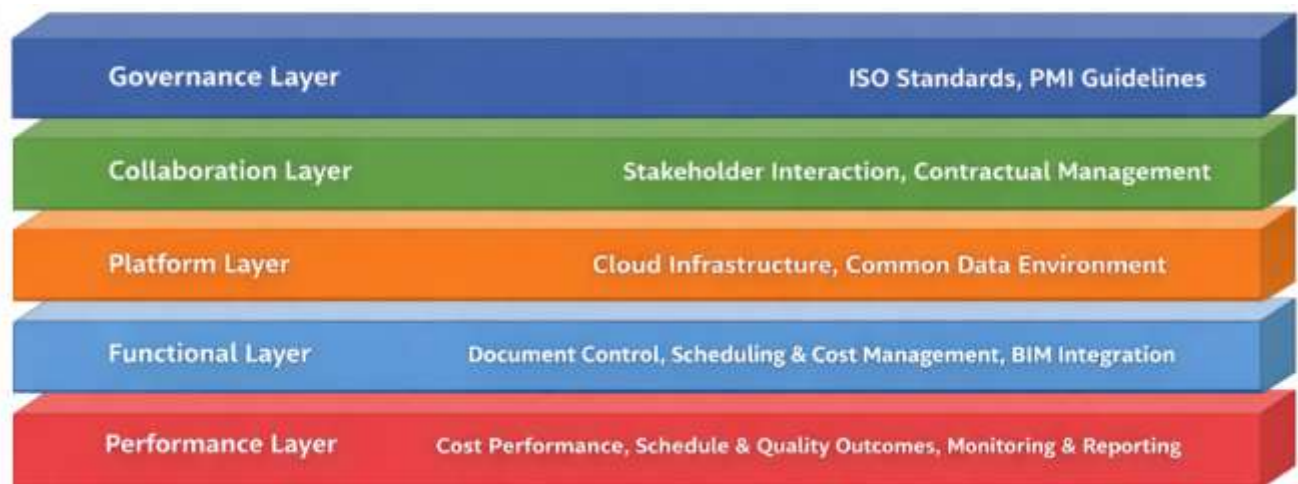 Governance Layer ISO Standards, PMI Guidelines
Collaboration Layer Stakeholder Interaction, Contractual Management
Platform Layer Cloud Infrastructure, Common Data Environment
Functional Layer Document Control, Scheduling & Cost Management, BIM Integration
Performance Layer Cost Performance, Schedule & Quality Outcomes, Monitoring & Reporting